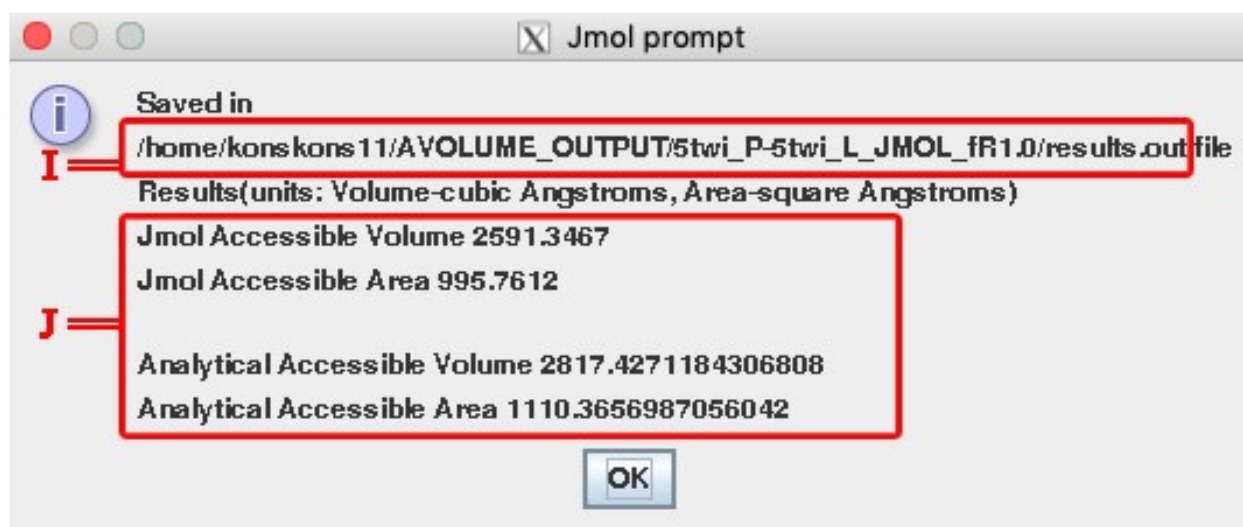 X Jmol prompt
i Saved in
I /home/konskons11/AVOLUME_OUTPUT/5twi_P-5twi_L_JMOL_fR1.0/results.out file
Results(units: Volume-cubic Angstroms, Area-square Angstroms)
Jmol Accessible Volume 2591.3467
Jmol Accessible Area 995.7612
J
Analytical Accessible Volume 2817.4271184306808
Analytical Accessible Area 1110.3656987056042
OK